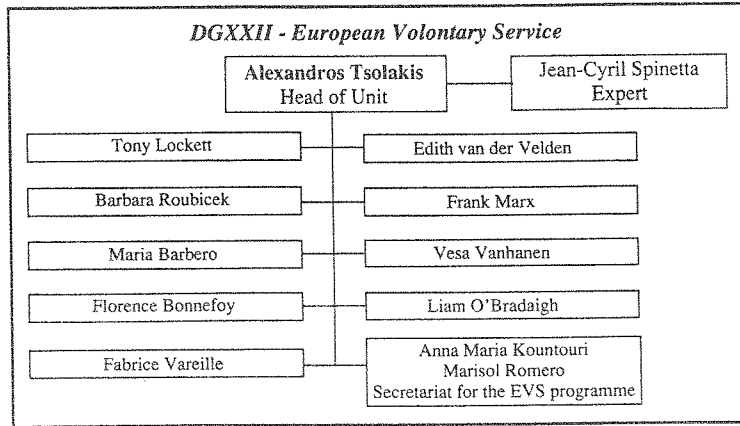 DGXXII - European Volontary Service
Alexandros Tsolakis
Head of Unit
Jean-Cyril Spinetta
Expert
Tony Lockett
Edith van der Velden
Barbara Roubicek
Frank Marx
Maria Barbero
Vesa Vanhanen
Florence Bonnefoy
Liam O'Bradaigh
Fabrice Vareille
Anna Maria Kountouri
Marisol Romero
Secretariat for the EVS programme